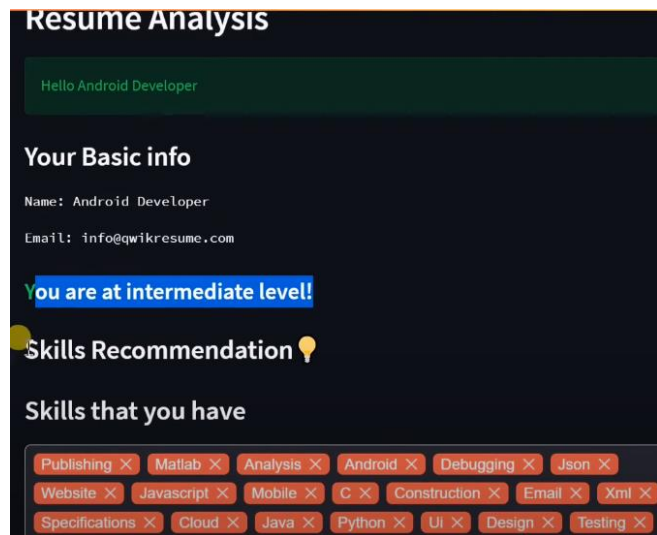 Resume Analysis
Hello Android Developer
Your Basic info
Name: Android Developer
Email: info@qwikresume.com
You are at intermediate level!
Skills Recommendation💡
Skills that you have
Publishing × Matlab × Analysis × Android × Debugging × Json ×
Website × Javascript × Mobile × C × Construction × Email × Xml ×
Specifications × Cloud × Java × Python × Ui × Design × Testing ×